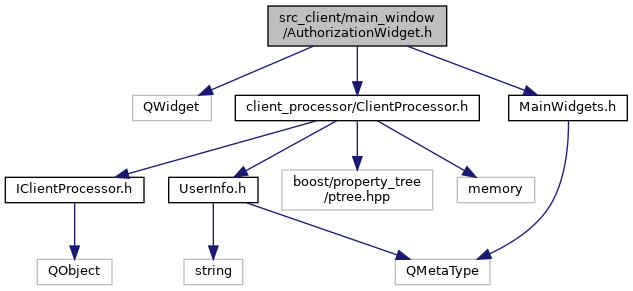 src_client/main_window
/AuthorizationWidget.h
QWidget
client_processor/ClientProcessor.h
MainWidgets.h
IClientProcessor.h
UserInfo.h
boost/property_tree
/ptree.hpp
memory
QObject
string
QMetaType